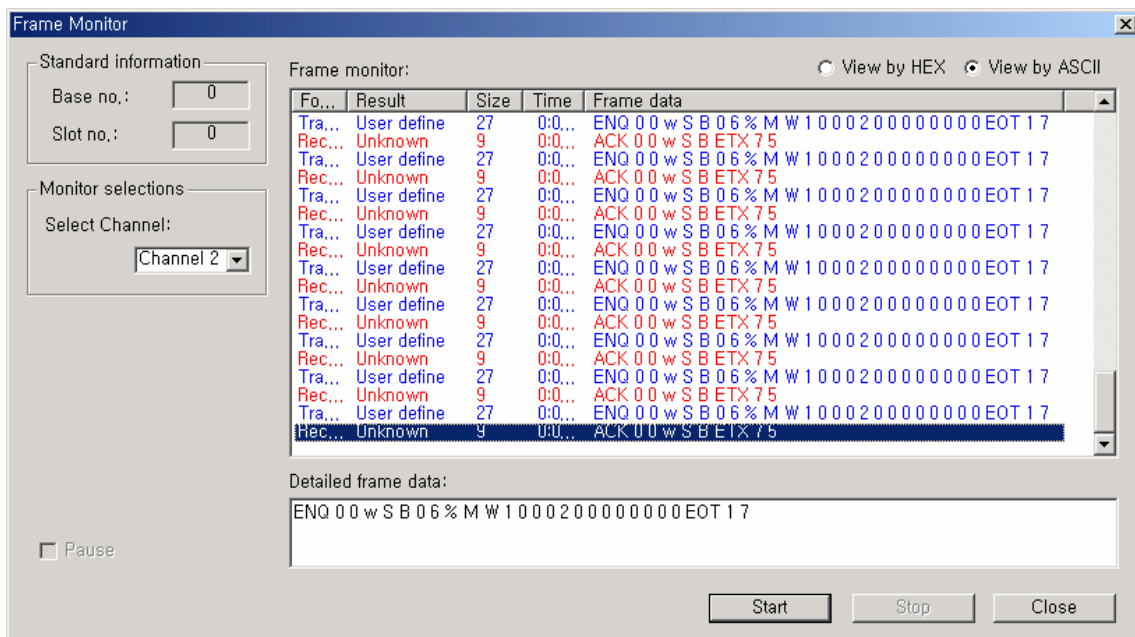 Frame Monitor
Standard information
Base no,: 0
Slot no,: 0
Monitor selections
Select Channel:
Channel 2
Pause
Frame monitor:
View by HEX View by ASCII
Fo,,, Result Size Time Frame data
Tra,,, User define 27 0:0,,, ENQ 0 0 w S B 0 6 % M W 1 0 0 0 2 0 0 0 0 0 0 0 0 EOT 1 7
Rec,,, Unknown 9 0:0,,, ACK 0 0 w S B ETX 7 5
Tra,,, User define 27 0:0,,, ENQ 0 0 w S B 0 6 % M W 1 0 0 0 2 0 0 0 0 0 0 0 0 EOT 1 7
Rec,,, Unknown 9 0:0,,, ACK 0 0 w S B ETX 7 5
Tra,,, User define 27 0:0,,, ENQ 0 0 w S B 0 6 % M W 1 0 0 0 2 0 0 0 0 0 0 0 0 EOT 1 7
Rec,,, Unknown 9 0:0,,, ACK 0 0 w S B ETX 7 5
Tra,,, User define 27 0:0,,, ENQ 0 0 w S B 0 6 % M W 1 0 0 0 2 0 0 0 0 0 0 0 0 EOT 1 7
Rec,,, Unknown 9 0:0,,, ACK 0 0 w S B ETX 7 5
Tra,,, User define 27 0:0,,, ENQ 0 0 w S B 0 6 % M W 1 0 0 0 2 0 0 0 0 0 0 0 0 EOT 1 7
Rec,,, Unknown 9 0:0,,, ACK 0 0 w S B ETX 7 5
Tra,,, User define 27 0:0,,, ENQ 0 0 w S B 0 6 % M W 1 0 0 0 2 0 0 0 0 0 0 0 0 EOT 1 7
Rec,,, Unknown 9 0:0,,, ACK 0 0 w S B ETX 7 5
Tra,,, User define 27 0:0,,, ENQ 0 0 w S B 0 6 % M W 1 0 0 0 2 0 0 0 0 0 0 0 0 EOT 1 7
Rec,,, Unknown 9 0:0,,, ACK 0 0 w S B ETX 7 5
Tra,,, User define 27 0:0,,, ENQ 0 0 w S B 0 6 % M W 1 0 0 0 2 0 0 0 0 0 0 0 0 EOT 1 7
Rec,,, Unknown 9 0:0,,, ACK 0 0 w S B ETX 7 5
Tra,,, User define 27 0:0,,, ENQ 0 0 w S B 0 6 % M W 1 0 0 0 2 0 0 0 0 0 0 0 0 EOT 1 7
Rec,,, Unknown 9 0:0,,, ACK 0 0 w S B ETX 7 5
Detailed frame data:
ENQ 0 0 w S B 0 6 % M W 1 0 0 0 2 0 0 0 0 0 0 0 0 EOT 1 7
Start Stop Close